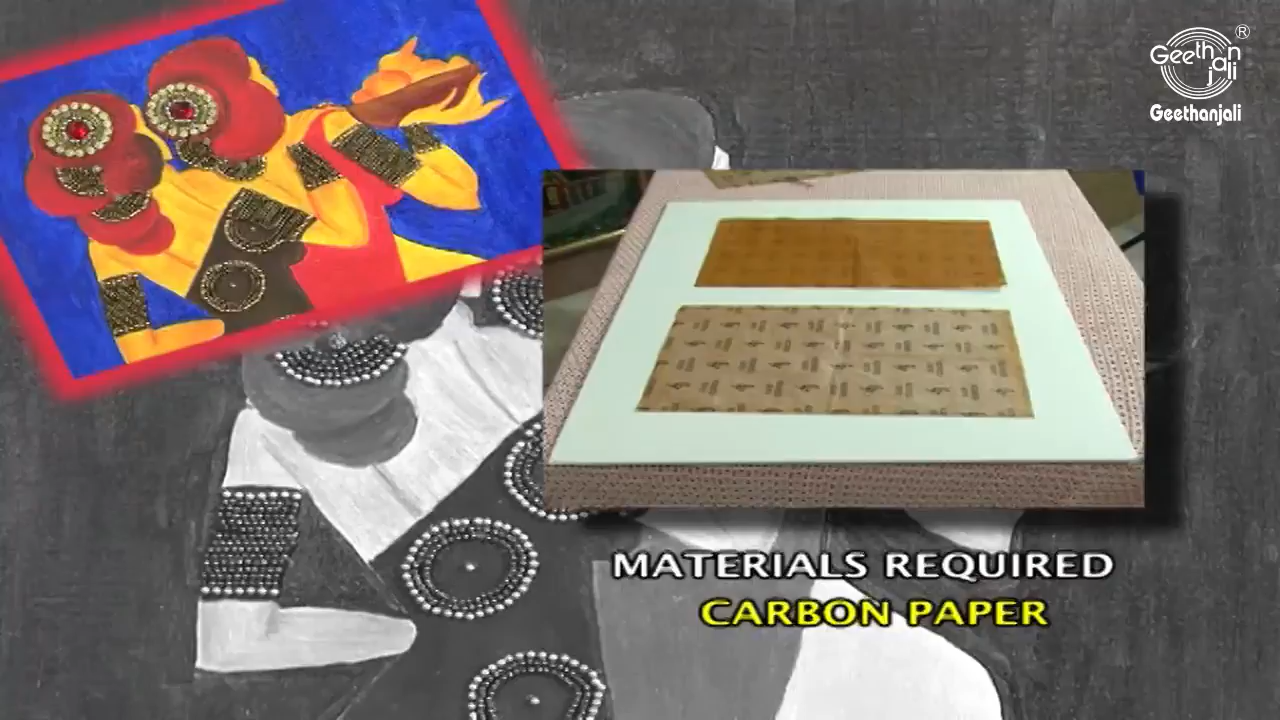 Geethanjali ®
Geethanjali
MATERIALS REQUIRED
CARBON PAPER